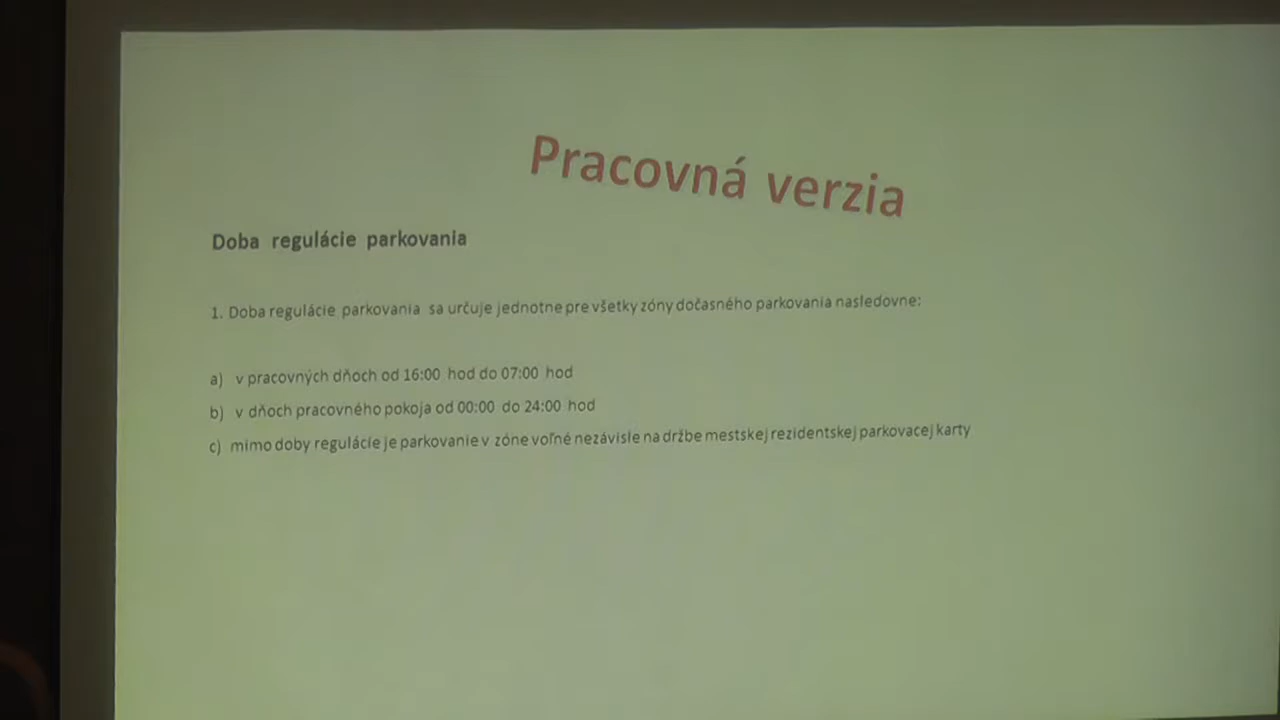 Pracovná verzia
Doba regulácie parkovania
1. Doba regulácie parkovania sa určuje jednotne pre všetky zóny dočasného parkovania nasledovne:
a) v pracovných dňoch od 16:00 hod do 07:00 hod
b) v dňoch pracovného pokoja od 00:00 do 24:00 hod
c) mimo doby regulácie je parkovanie v zóne voľné nezávisle na držbe mestskej rezidentskej parkovacej karty